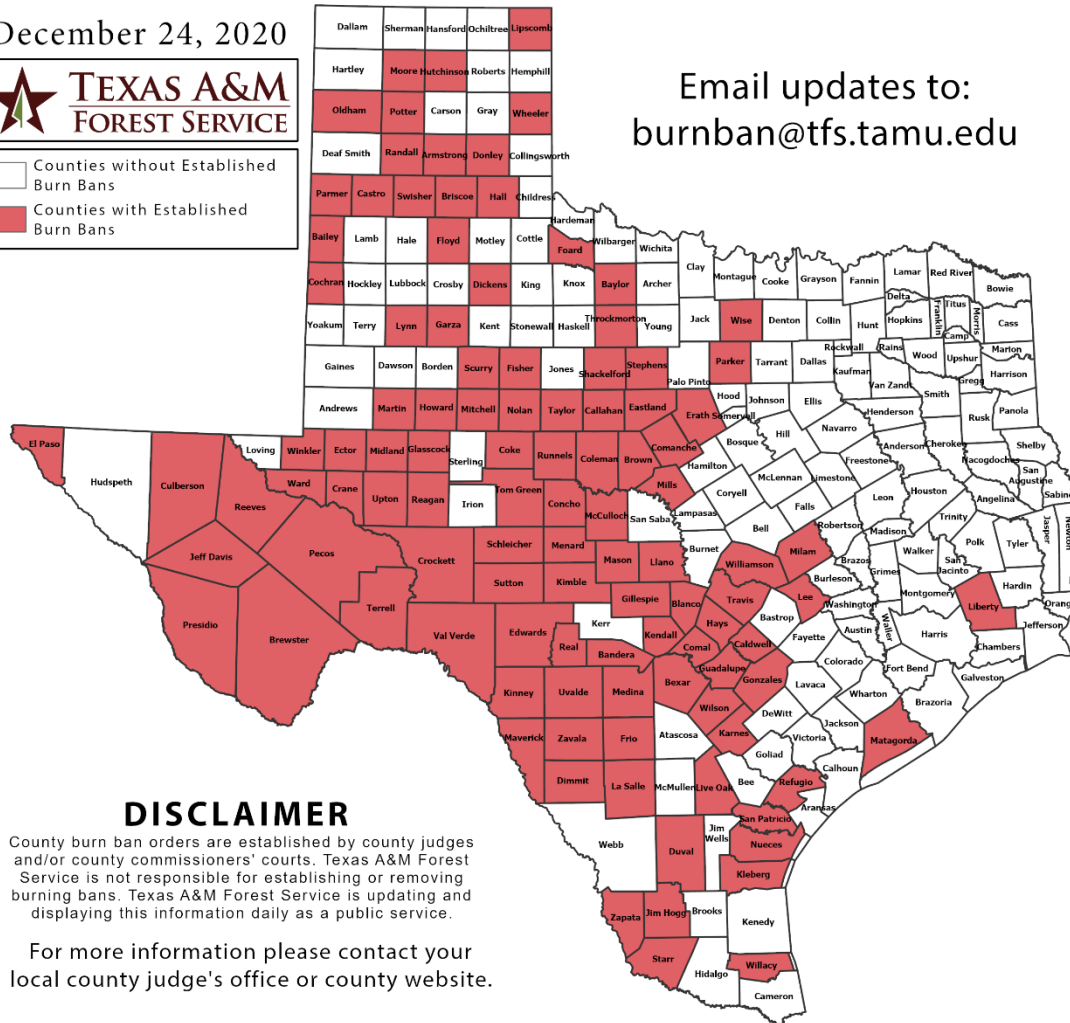 December 24, 2020
TEXAS A&M
FOREST SERVICE
Counties without Established
Burn Bans
Counties with Established
Burn Bans
Email updates to:
burnban@tfs.tamu.edu
Dallam Sherman Hansford Ochiltree Lipscomb
Hartley Moore Hutchinson Roberts Hemphill
Oldham Potter Carson Gray Wheeler
Deaf Smith Randall Armstrong Donley Collingsworth
Parmer Castro Swisher Briscoe Hall Childress
Hardeman
Bailey Lamb Hale Floyd Motley Cottle Foard Wilbarger Wichita
Clay Montague Cooke Grayson Fannin Lamar Red River Bowie
Cochran Hockley Lubbock Crosby Dickens King Knox Baylor Archer
Delta Franklin Titus Morris Cass
Yoakum Terry Lynn Garza Kent Stonewall Haskell Throckmorton Young Jack Wise Denton Collin Hunt Hopkins Camp
Rockwall Rains Wood Upshur Marion
Gaines Dawson Borden Scurry Fisher Jones Shackelford Stephens Palo Pinto Parker Tarrant Dallas Kaufman Van Zandt Smith Gregg Harrison
Andrews Martin Howard Mitchell Nolan Taylor Callahan Eastland Erath Hood Somervell Johnson Ellis Henderson Rusk Panola
El Paso Hudspeth Culberson Reeves Loving Winkler Ector Midland Glasscock Sterling Coke Runnels Coleman Brown Comanche Hamilton Bosque Hill Navarro Anderson Cherokee Nacogdoches Shelby
Freestone San Augustine Sabine
Ward Crane Upton Reagan Irion Tom Green Concho McCulloch San Saba Mills Lampasas Coryell McLennan Limestone Falls Leon Houston Angelina
Trinity Polk Tyler Jasper Newton
Jeff Davis Pecos Crockett Schleicher Menard Mason Llano Burnet Bell Milam Robertson Madison Walker San Jacinto
Williamson Brazos Grimes Burleson Montgomery Hardin
Presidio Brewster Terrell Val Verde Sutton Kimble Gillespie Blanco Travis Lee Washington Liberty Orange
Edwards Kerr Real Bandera Kendall Hays Comal Caldwell Bastrop Fayette Austin Waller Harris Jefferson Chambers
Kinney Uvalde Medina Bexar Guadalupe Gonzales Lavaca Colorado Fort Bend Galveston
Maverick Zavala Frio Atascosa Wilson Karnes DeWitt Wharton Brazoria
Victoria Jackson Matagorda
Dimmit La Salle McMullen Live Oak Bee Goliad Calhoun
Refugio Aransas
Webb Duval Jim Wells San Patricio
Nueces
Kleberg
Zapata Jim Hogg Brooks Kenedy
Starr Hidalgo Willacy
Cameron
DISCLAIMER
County burn ban orders are established by county judges
and/or county commissioners' courts. Texas A&M Forest
Service is not responsible for establishing or removing
burning bans. Texas A&M Forest Service is updating and
displaying this information daily as a public service.
For more information please contact your
local county judge's office or county website.